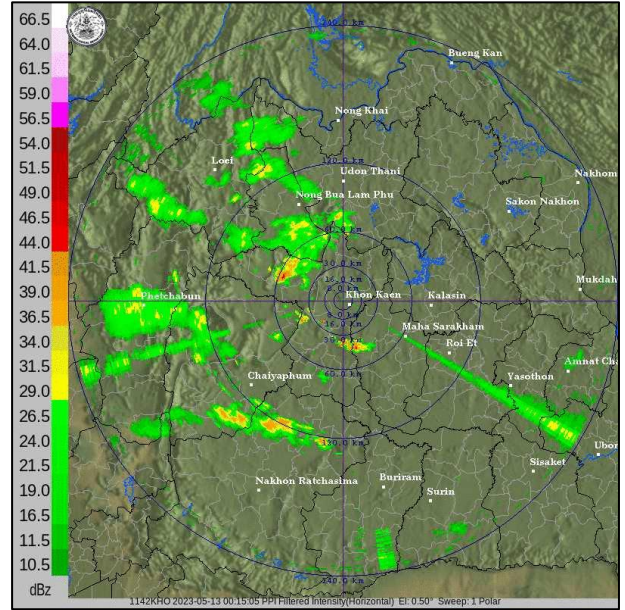 66.5
64.0
61.5
59.0
56.5
54.0
51.5
49.0
46.5
44.0
41.5
39.0
36.5
34.0
31.5
29.0
26.5
24.0
21.5
19.0
16.5
13.5
10.5
dBz
Bueng Kan
Nong Khai
Loei
Udon Thani
Nakhom
Nong Bua Lam Phu
Sakon Nakhon
Mukdah
Phetchabun
Khon Kaen
Kalasin
Maha Sarakham
Roi Et
Amnat Cha
Chaiyaphum
Yasothon
Ubor
Sisaket
Nakhon Ratchasima
Buriram
Surin
1142KHO 2023-05-13 00:15:05 PPI Filtered Intensity(Horizontal) El: 0.50° Sweep: 1 Polar